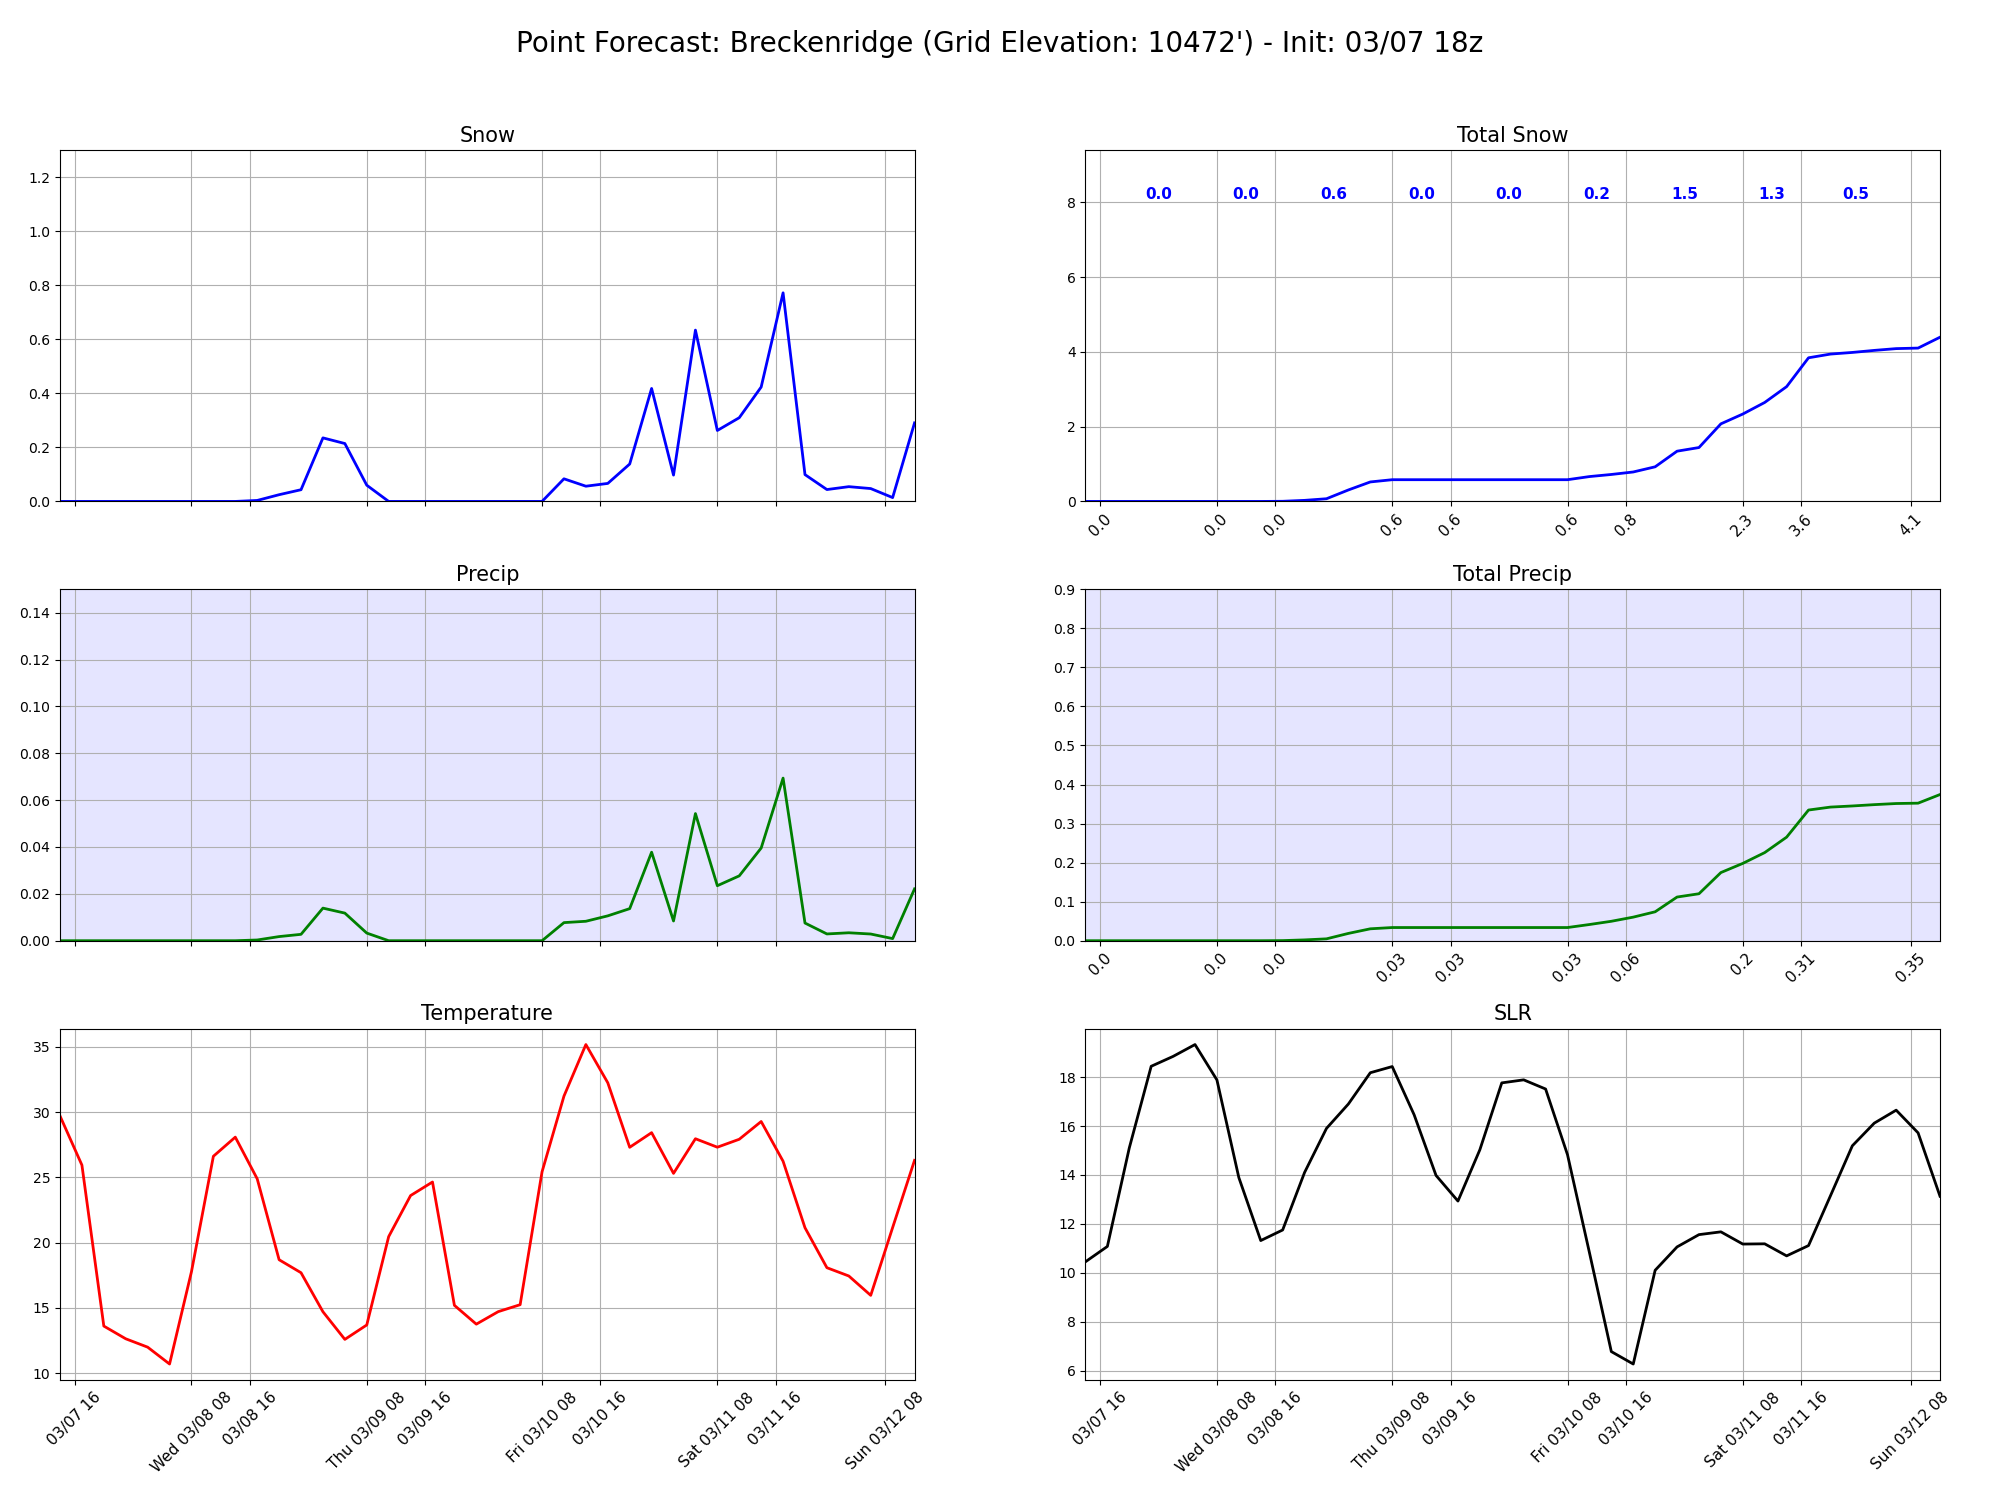 Point Forecast: Breckenridge (Grid Elevation: 10472') - Init: 03/07 18z
Snow
1.2
1.0
0.8
0.6
0.4
0.2
0.0
Total Snow
0.0 0.0 0.6 0.0 0.0 0.2 1.5 1.3 0.5
8
6
4
2
0
0.0 0.0 0.0 0.6 0.6 0.6 0.8 2.3 3.6 4.1
Precip
0.14
0.12
0.10
0.08
0.06
0.04
0.02
0.00
Total Precip
0.9
0.8
0.7
0.6
0.5
0.4
0.3
0.2
0.1
0.0
0.0 0.0 0.0 0.03 0.03 0.03 0.06 0.2 0.31 0.35
Temperature
35
30
25
20
15
10
03/07 16
Wed 03/08 08
03/08 16
Thu 03/09 08
03/09 16
Fri 03/10 08
03/10 16
Sat 03/11 08
03/11 16
Sun 03/12 08
SLR
18
16
14
12
10
8
6
03/07 16
Wed 03/08 08
03/08 16
Thu 03/09 08
03/09 16
Fri 03/10 08
03/10 16
Sat 03/11 08
03/11 16
Sun 03/12 08